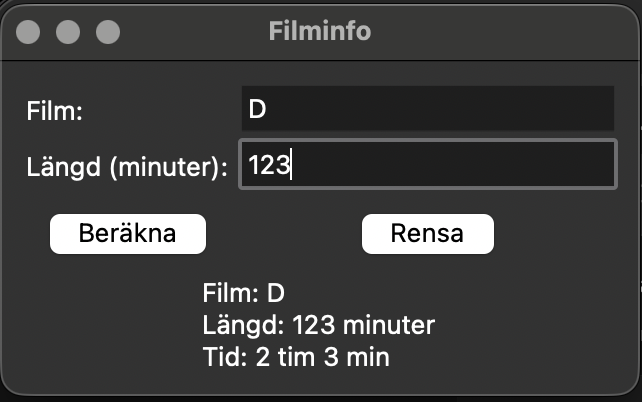 Filminfo
Film: D
Längd (minuter): 123
Beräkna Rensa
Film: D
Längd: 123 minuter
Tid: 2 tim 3 min